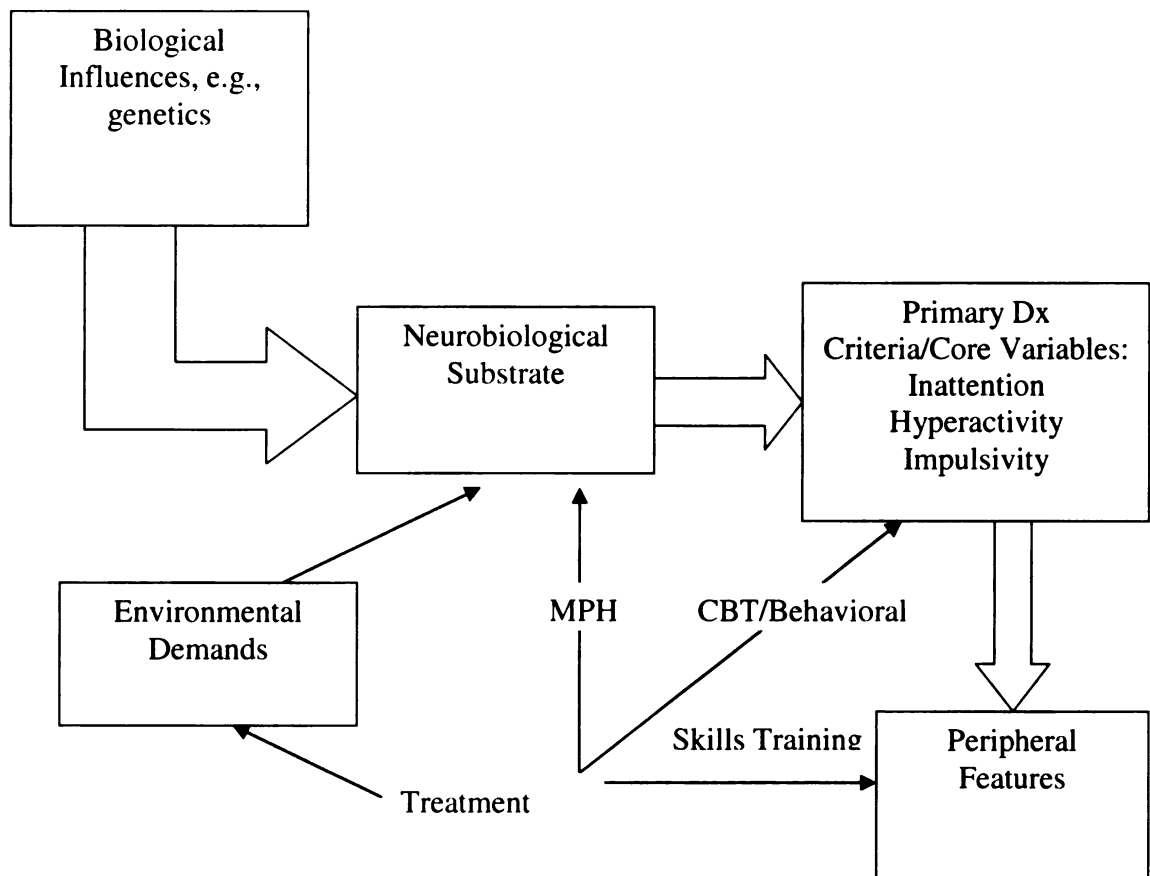 Biological
Influences, e.g.,
genetics
Neurobiological
Substrate
Primary Dx
Criteria/Core Variables:
Inattention
Hyperactivity
Impulsivity
Environmental
Demands
MPH
CBT/Behavioral
Skills Training
Peripheral
Features
Treatment